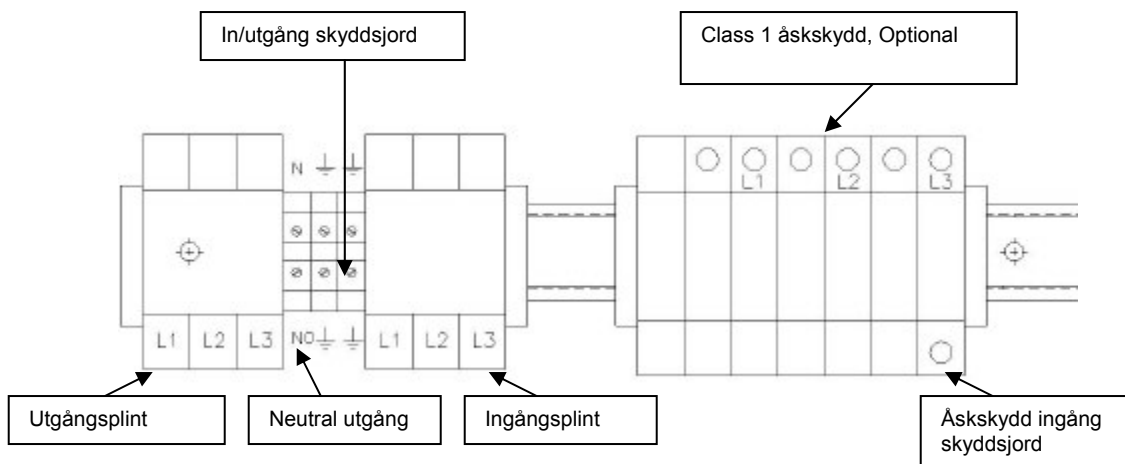 In/utgång skyddsjord
Class 1 åskskydd, Optional
N
L1 L2 L3
L1 L2 L3 NO L1 L2 L3
Utgångsplint
Neutral utgång
Ingångsplint
Åskskydd ingång
skyddsjord